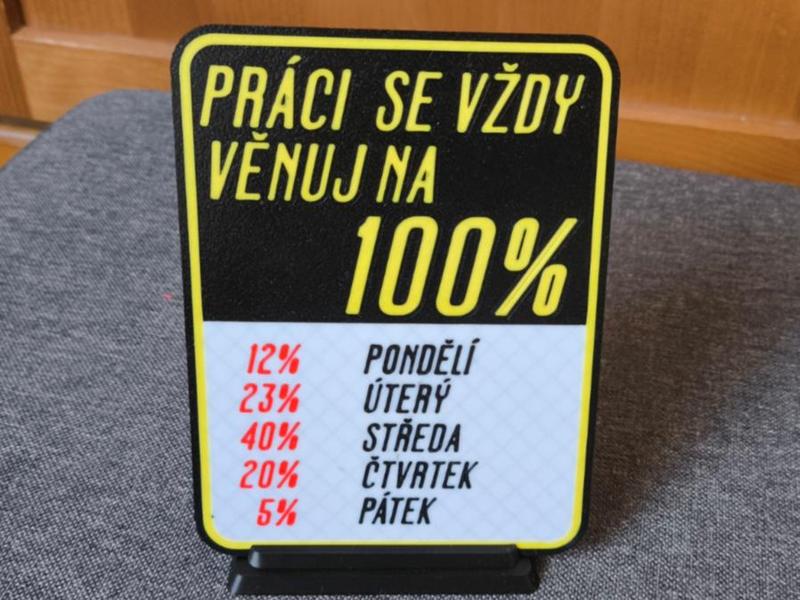 PRÁCI SE VŽDY
VĚNUJ NA
100%
12% PONDĚLÍ
23% ÚTERÝ
40% STŘEDA
20% ČTVRTEK
5% PÁTEK